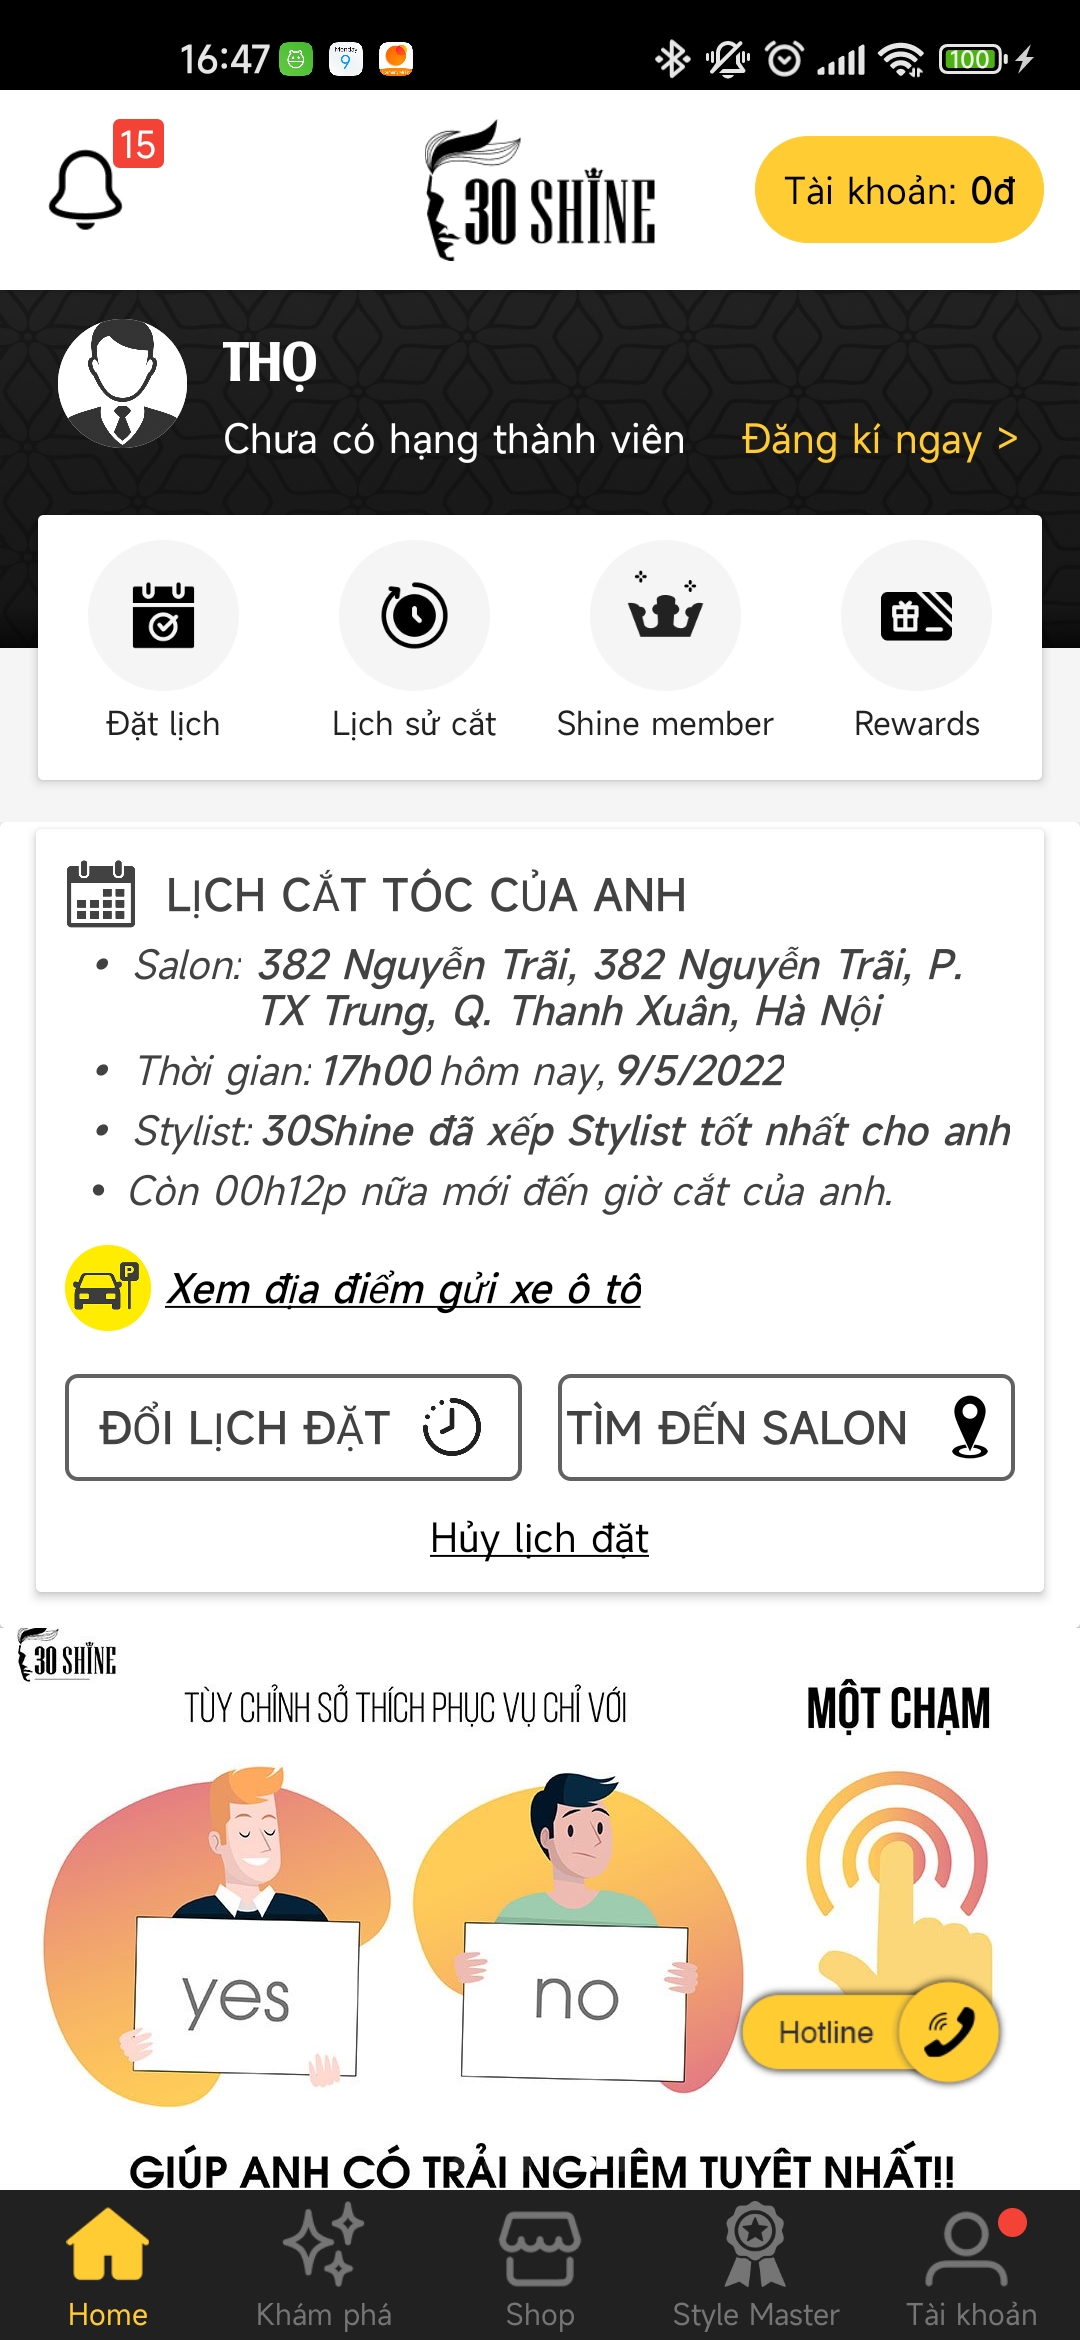 16:47
Monday
9
100
15
30 SHINE
Tài khoản: 0đ
THỌ
Chưa có hạng thành viên
Đăng kí ngay >
Đặt lịch
Lịch sử cắt
Shine member
Rewards
LỊCH CẮT TÓC CỦA ANH
• Salon: 382 Nguyễn Trãi, 382 Nguyễn Trãi, P.
TX Trung, Q. Thanh Xuân, Hà Nội
• Thời gian: 17h00 hôm nay, 9/5/2022
• Stylist: 30Shine đã xếp Stylist tốt nhất cho anh
• Còn 00h12p nữa mới đến giờ cắt của anh.
P
Xem địa điểm gửi xe ô tô
ĐỔI LỊCH ĐẶT
TÌM ĐẾN SALON
Hủy lịch đặt
30 SHINE
TÙY CHỈNH SỞ THÍCH PHỤC VỤ CHỈ VỚI
MỘT CHẠM
yes
no
Hotline
GIÚP ANH CÓ TRẢI NGHIỆM TUYỆT NHẤT!!
Home
Khám phá
Shop
Style Master
Tài khoản